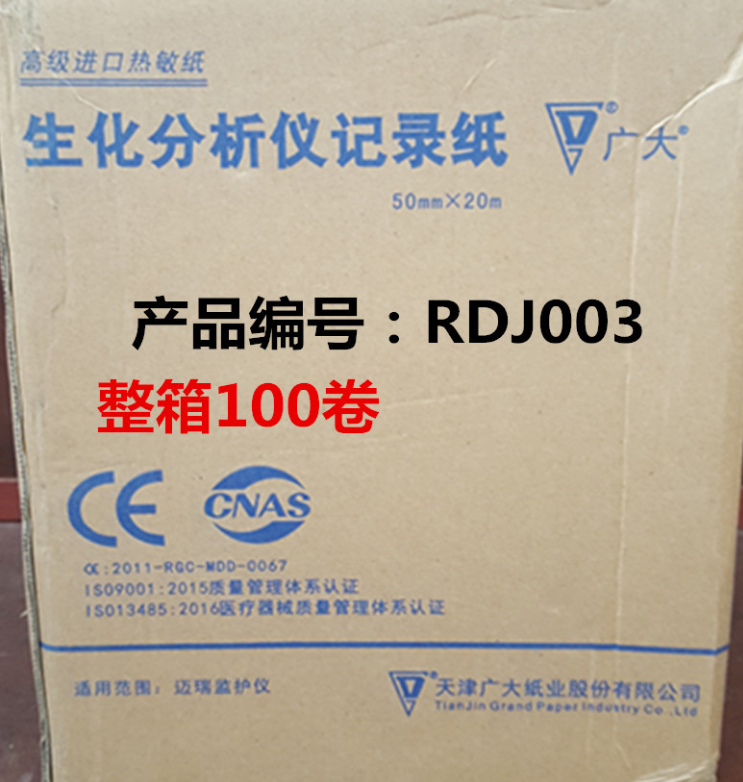 高级进口热敏纸
生化分析仪记录纸
广大®
50mm×20m
产品编号：RDJ003
整箱100卷
CE
CNAS
CE:2011-RGC-MDD-0067
ISO9001:2015质量管理体系认证
ISO13485:2016医疗器械质量管理体系认证
适用范围：迈瑞监护仪
天津广大纸业股份有限公司
TianJin Grand Paper Industry Co.,Ltd